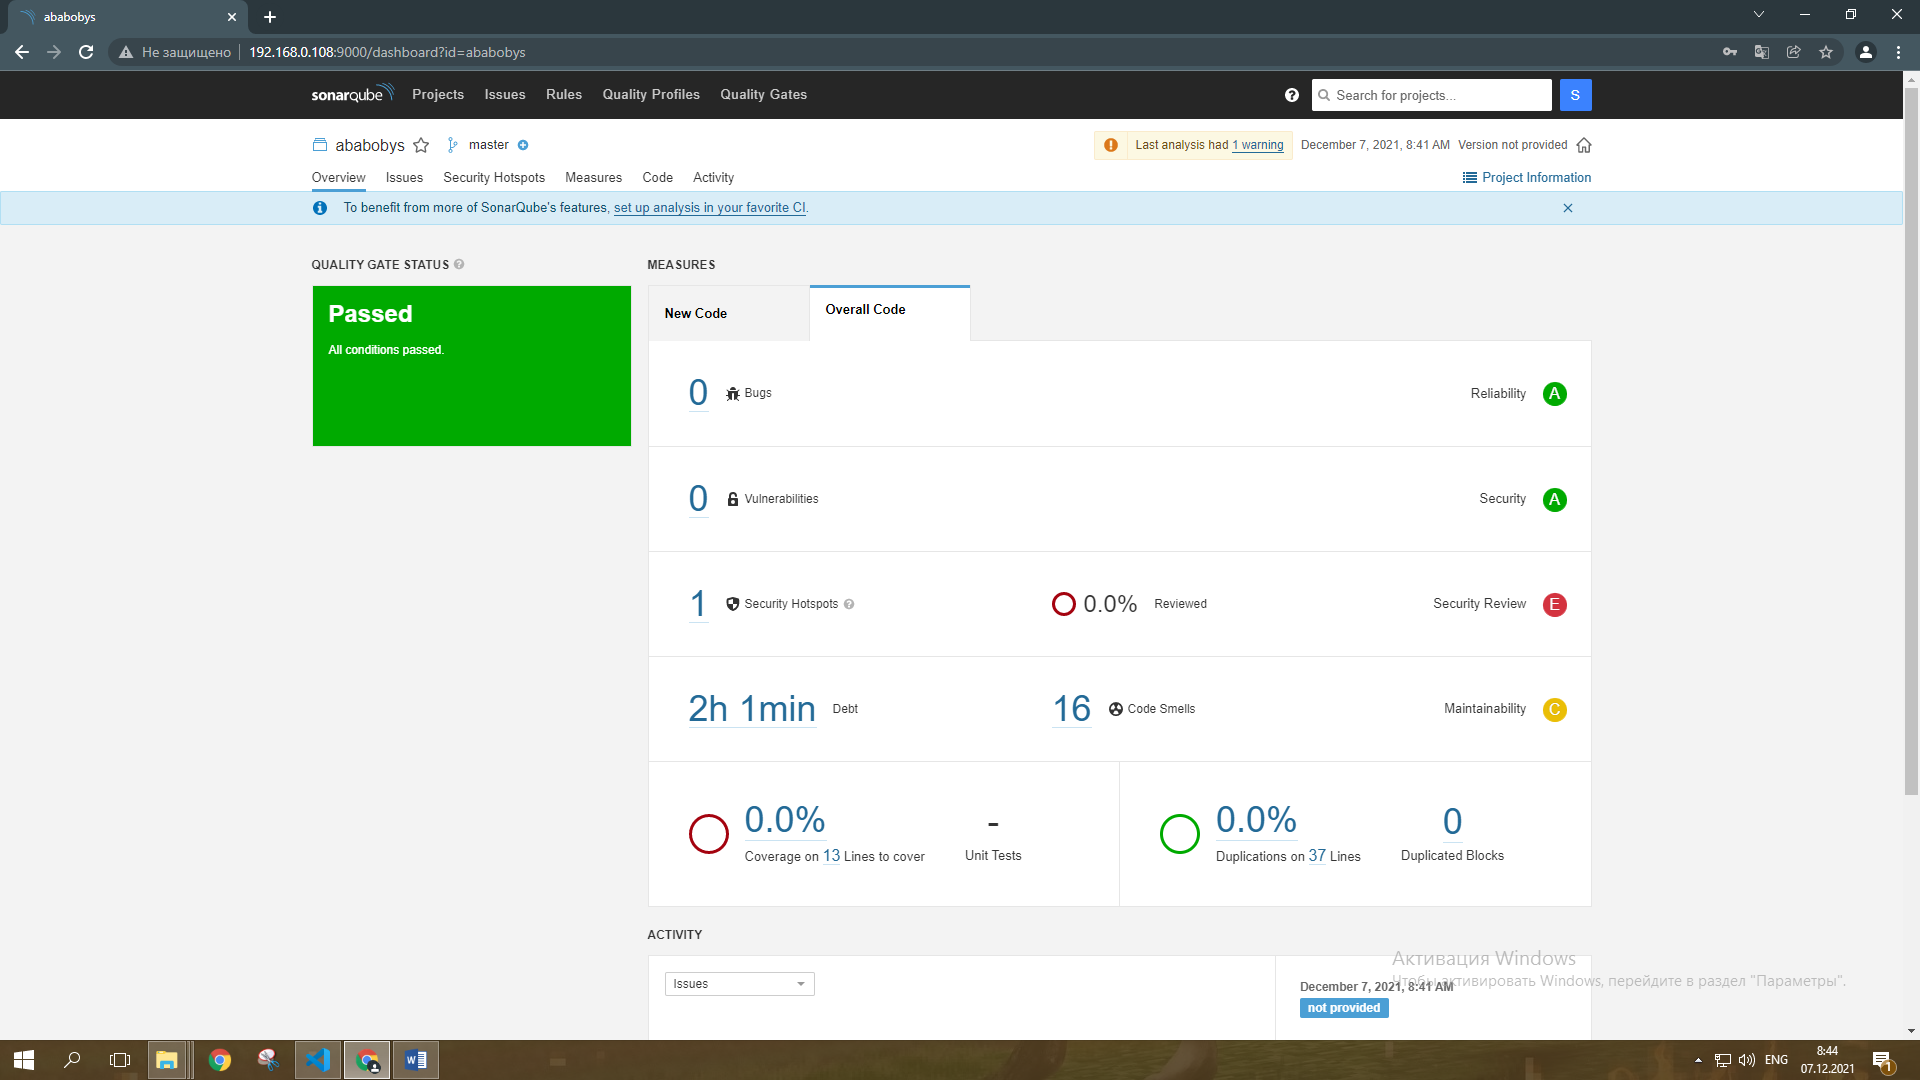 ababobys
Не защищено
192.168.0.108:9000/dashboard?id=ababobys
sonarqube Projects Issues Rules Quality Profiles Quality Gates
Search for projects...
S
ababobys master
Last analysis had 1 warning December 7, 2021, 8:41 AM Version not provided
Overview Issues Security Hotspots Measures Code Activity
Project Information
To benefit from more of SonarQube's features, set up analysis in your favorite CI.
QUALITY GATE STATUS
Passed
All conditions passed.
MEASURES
New Code
Overall Code
0 Bugs
Reliability A
0 Vulnerabilities
Security A
1 Security Hotspots
0.0% Reviewed
Security Review E
2h 1min Debt
16 Code Smells
Maintainability C
0.0%
Coverage on 13 Lines to cover
-
Unit Tests
0.0%
Duplications on 37 Lines
0
Duplicated Blocks
ACTIVITY
Issues
December 7, 2021, 8:41 AM
not provided
Активация Windows
Чтобы активировать Windows, перейдите в раздел "Параметры".
ENG
8:44
07.12.2021
1